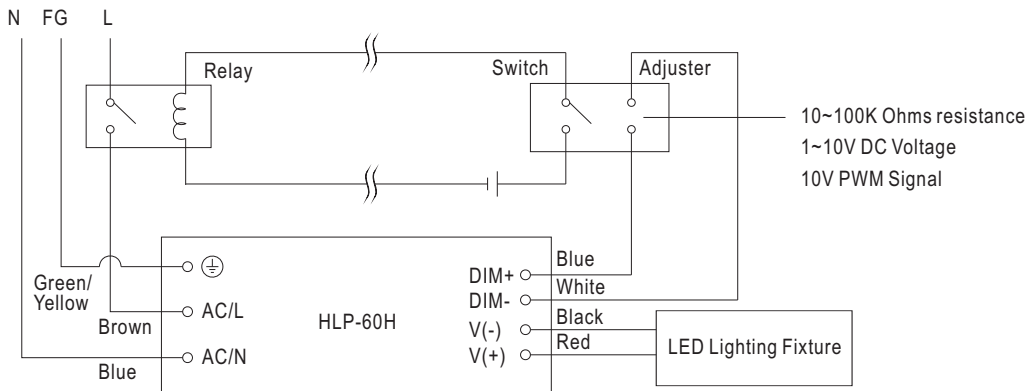 N FG L
Relay
Switch
Adjuster
10~100K Ohms resistance
1~10V DC Voltage
10V PWM Signal
Green/
Yellow
Brown
Blue
AC/L
AC/N
HLP-60H
DIM+
DIM-
V(-)
V(+)
Blue
White
Black
Red
LED Lighting Fixture